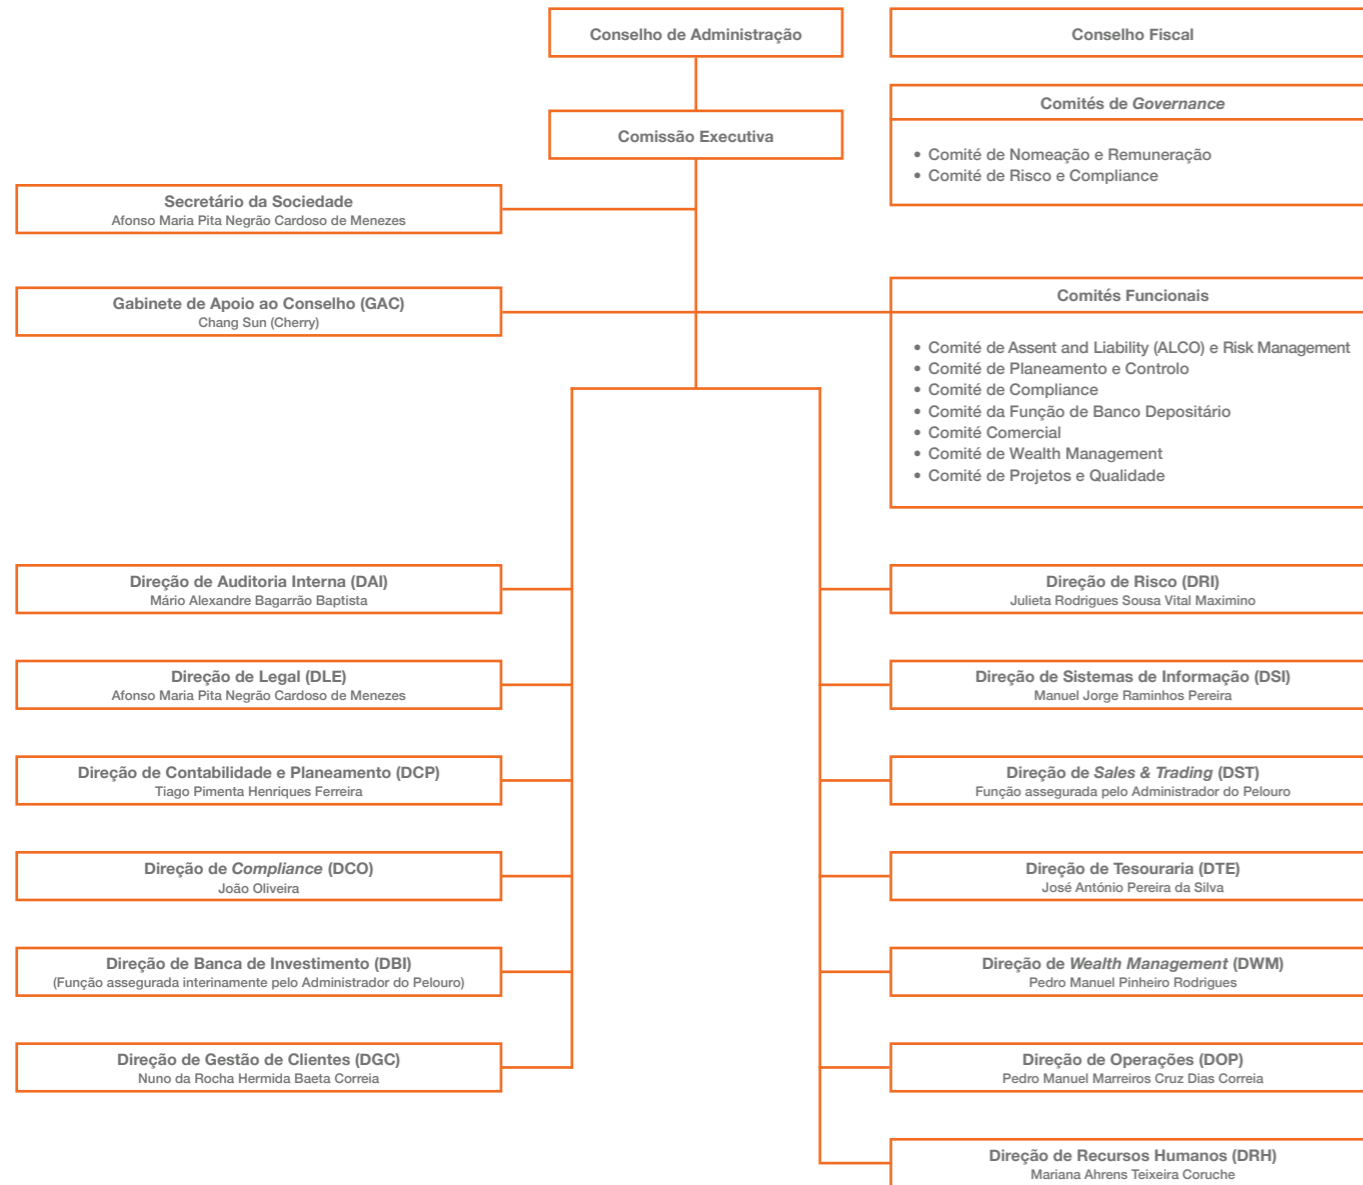 Conselho de Administração
Conselho Fiscal
Comités de Governance
• Comité de Nomeação e Remuneração
• Comité de Risco e Compliance
Comissão Executiva
Secretário da Sociedade
Afonso Maria Pita Negrão Cardoso de Menezes
Gabinete de Apoio ao Conselho (GAC)
Chang Sun (Cherry)
Comités Funcionais
• Comité de Assent and Liability (ALCO) e Risk Management
• Comité de Planeamento e Controlo
• Comité de Compliance
• Comité da Função de Banco Depositário
• Comité Comercial
• Comité de Wealth Management
• Comité de Projetos e Qualidade
Direção de Auditoria Interna (DAI)
Mário Alexandre Bagarrão Baptista
Direção de Risco (DRI)
Julieta Rodrigues Sousa Vital Maximino
Direção de Legal (DLE)
Afonso Maria Pita Negrão Cardoso de Menezes
Direção de Sistemas de Informação (DSI)
Manuel Jorge Raminhos Pereira
Direção de Contabilidade e Planeamento (DCP)
Tiago Pimenta Henriques Ferreira
Direção de Sales & Trading (DST)
Função assegurada pelo Administrador do Pelouro
Direção de Compliance (DCO)
João Oliveira
Direção de Tesouraria (DTE)
José António Pereira da Silva
Direção de Banca de Investimento (DBI)
(Função assegurada interinamente pelo Administrador do Pelouro)
Direção de Wealth Management (DWM)
Pedro Manuel Pinheiro Rodrigues
Direção de Gestão de Clientes (DGC)
Nuno da Rocha Hermida Baeta Correia
Direção de Operações (DOP)
Pedro Manuel Marreiros Cruz Dias Correia
Direção de Recursos Humanos (DRH)
Mariana Ahrens Teixeira Coruche